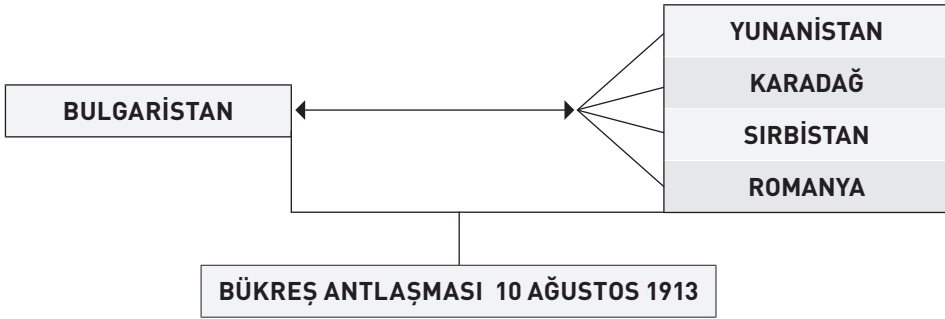 YUNANİSTAN
KARADAĞ
BULGARİSTAN
SIRBİSTAN
ROMANYA
BÜKREŞ ANTLAŞMASI 10 AĞUSTOS 1913